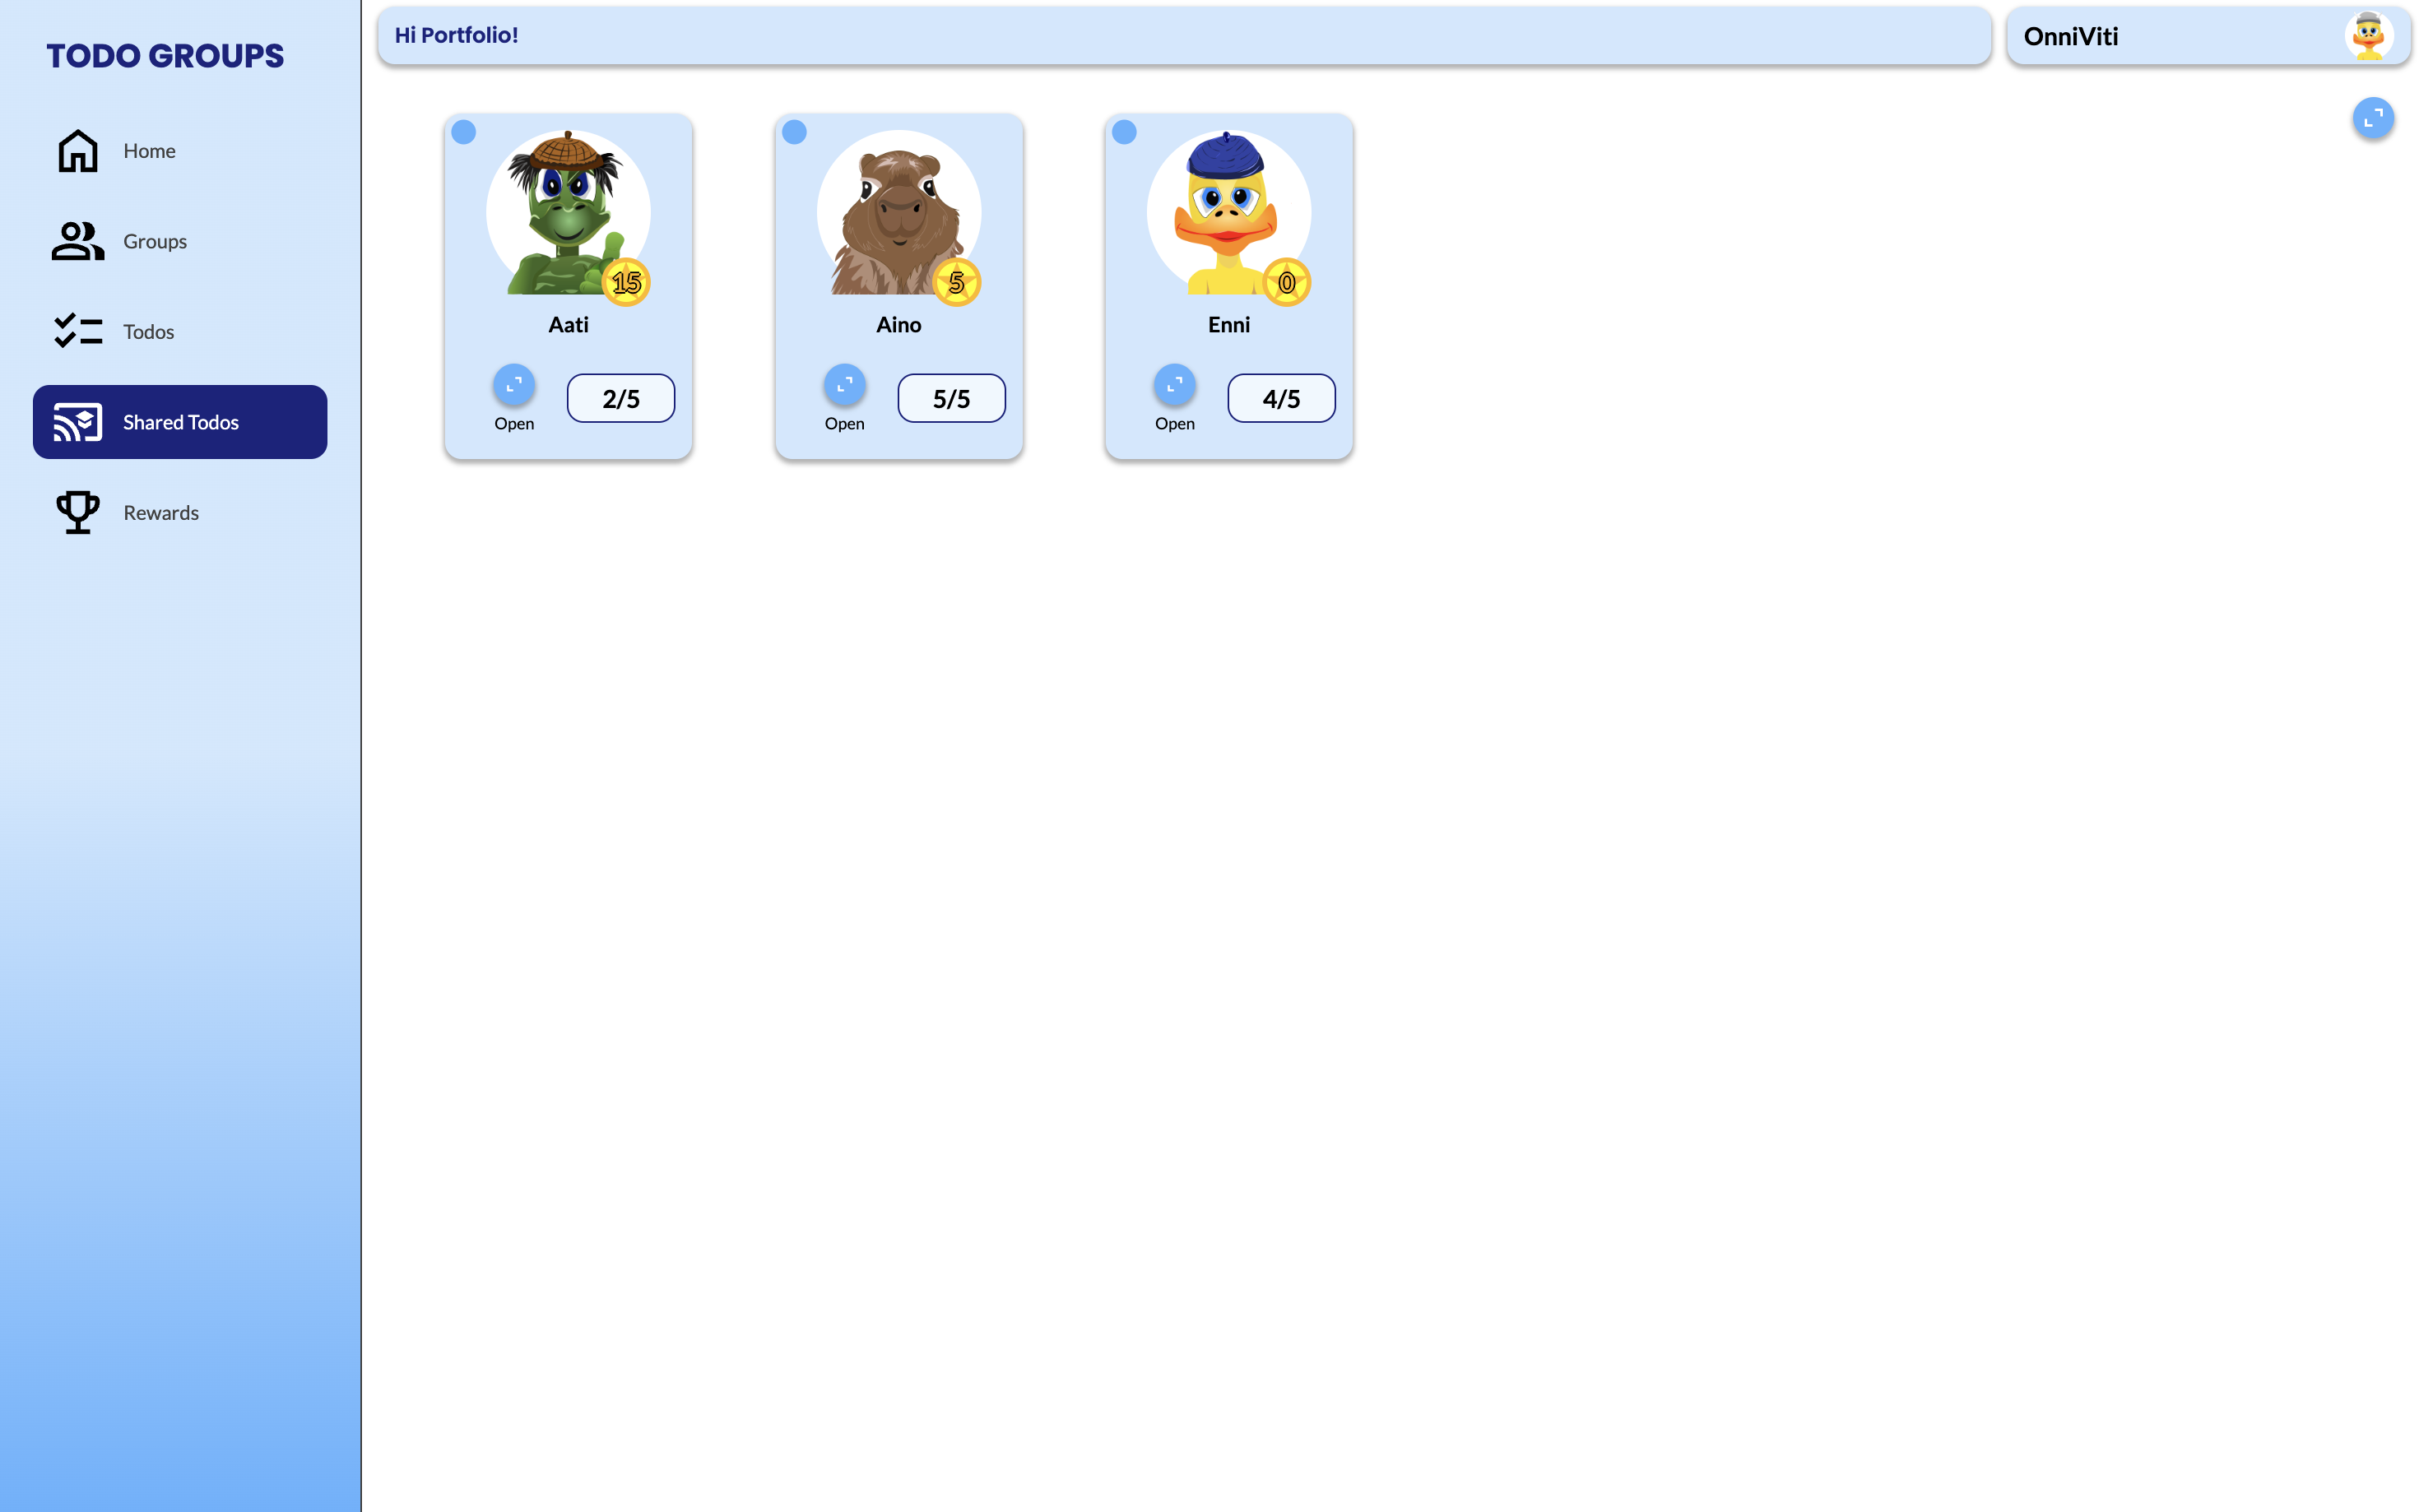 TODO GROUPS
Home
Groups
Todos
Shared Todos
Rewards
Hi Portfolio!
OnniViti
15
Aati
Open
2/5
5
Aino
Open
5/5
0
Enni
Open
4/5